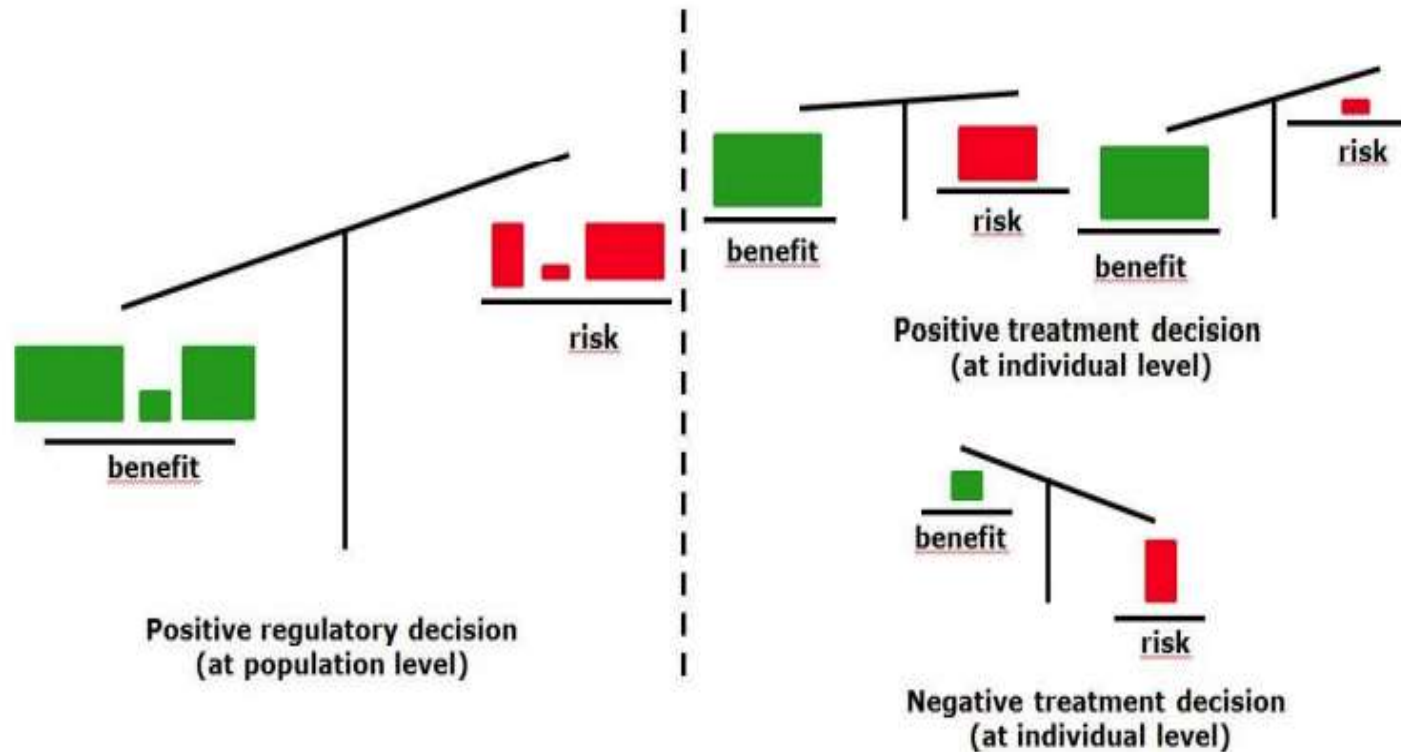 benefit
risk
Positive regulatory decision
(at population level)
benefit
risk
benefit
risk
Positive treatment decision
(at individual level)
benefit
risk
Negative treatment decision
(at individual level)